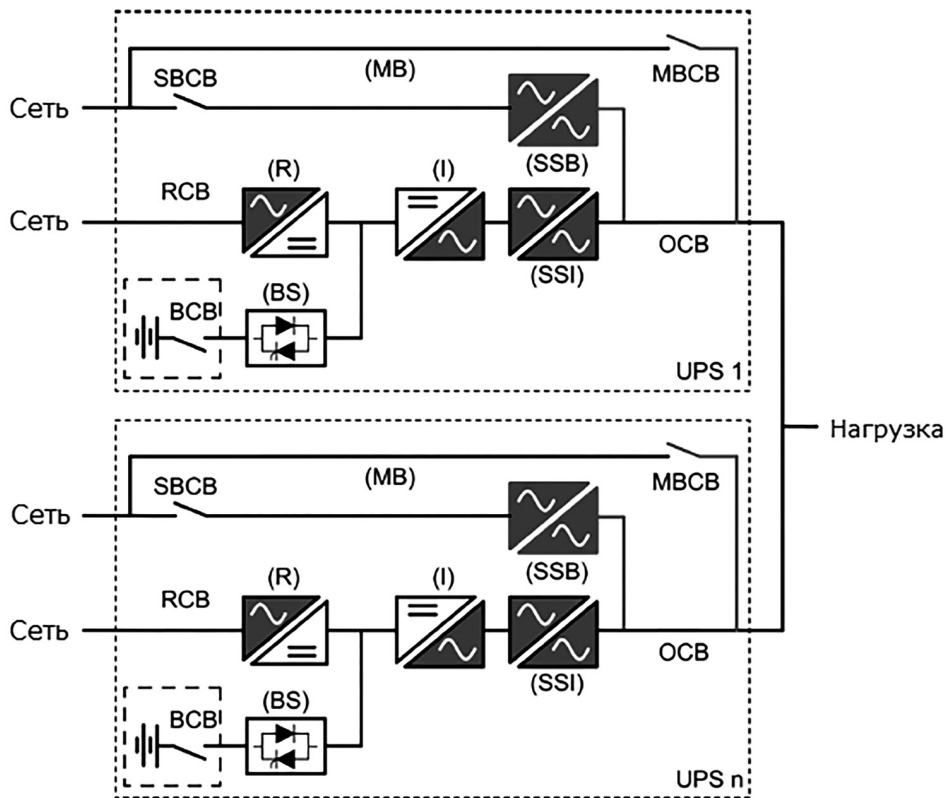 (MB)
SBCB
MBCB
Сеть
(SSB)
RCB
(R)
(I)
Сеть
OCB
(SSI)
BCB
(BS)
UPS 1
Нагрузка
(MB)
SBCB
MBCB
Сеть
(SSB)
RCB
(R)
(I)
Сеть
OCB
(SSI)
BCB
(BS)
UPS n